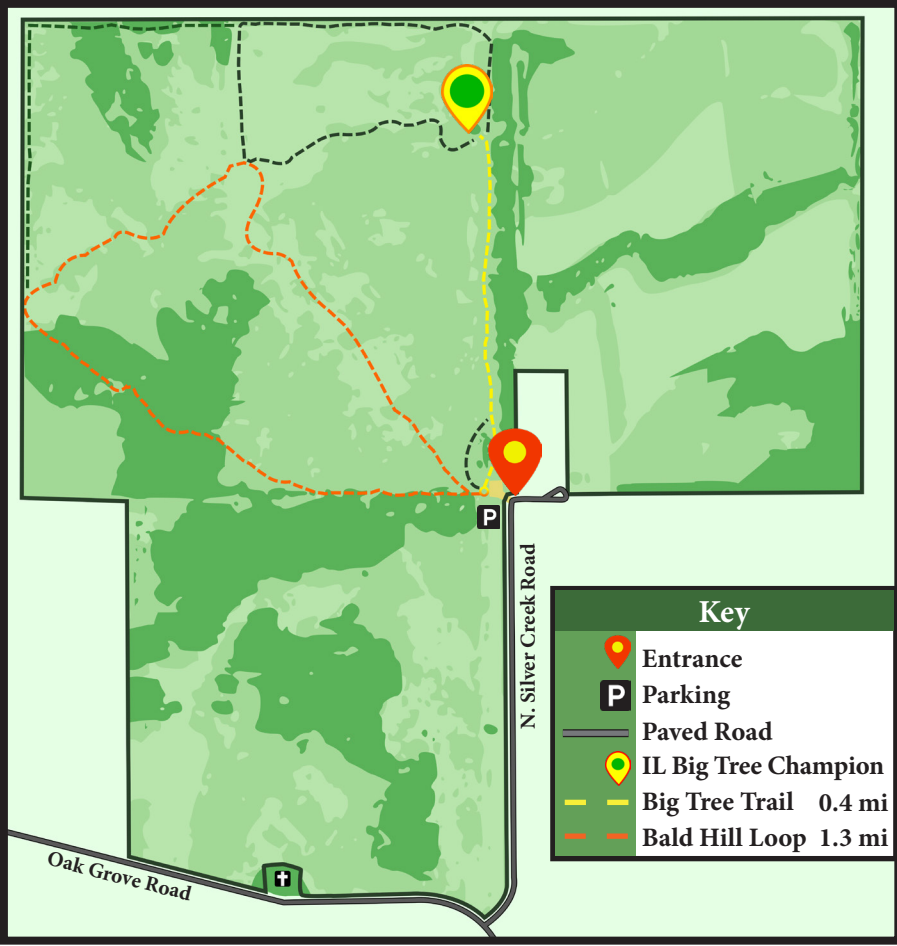 P
N. Silver Creek Road
Key
Entrance
P Parking
Paved Road
IL Big Tree Champion
Big Tree Trail 0.4 mi
Bald Hill Loop 1.3 mi
Oak Grove Road